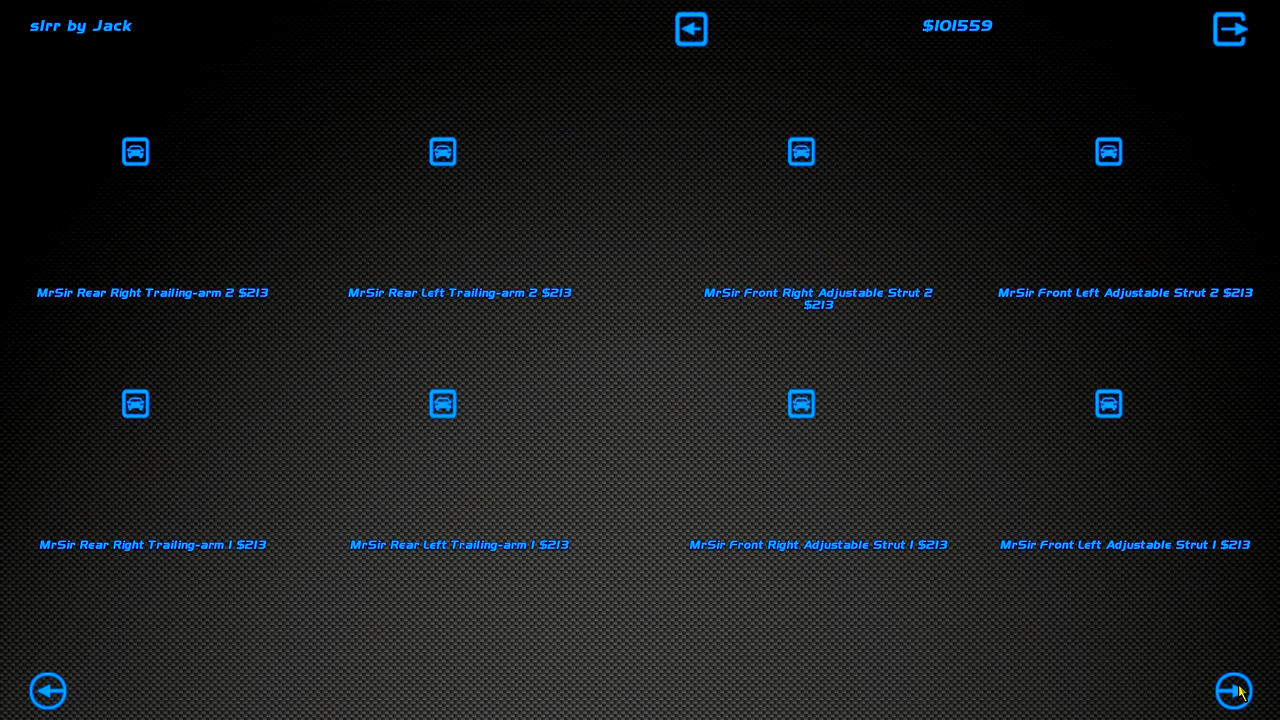 slrr by Jack
$101559
MrSir Rear Right Trailing-arm 2 $213
MrSir Rear Left Trailing-arm 2 $213
MrSir Front Right Adjustable Strut 2
$213
MrSir Front Left Adjustable Strut 2 $213
MrSir Rear Right Trailing-arm 1 $213
MrSir Rear Left Trailing-arm 1 $213
MrSir Front Right Adjustable Strut 1 $213
MrSir Front Left Adjustable Strut 1 $213